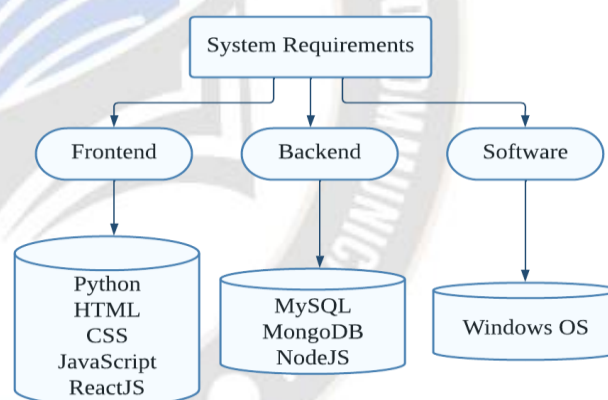 System Requirements
Frontend
Backend
Software
Python
HTML
CSS
JavaScript
ReactJS
MySQL
MongoDB
NodeJS
Windows OS